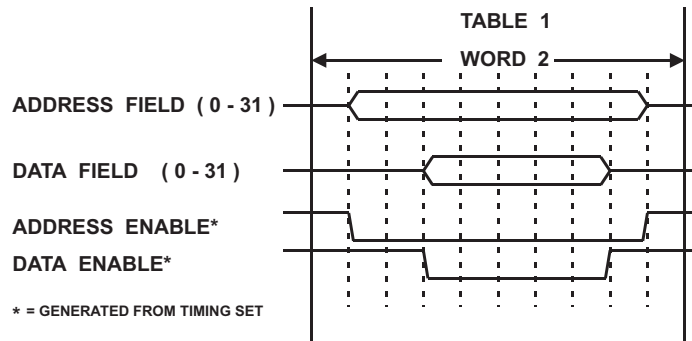 TABLE 1
WORD 2
ADDRESS FIELD ( 0 - 31 )
DATA FIELD ( 0 - 31 )
ADDRESS ENABLE*
DATA ENABLE*
* = GENERATED FROM TIMING SET